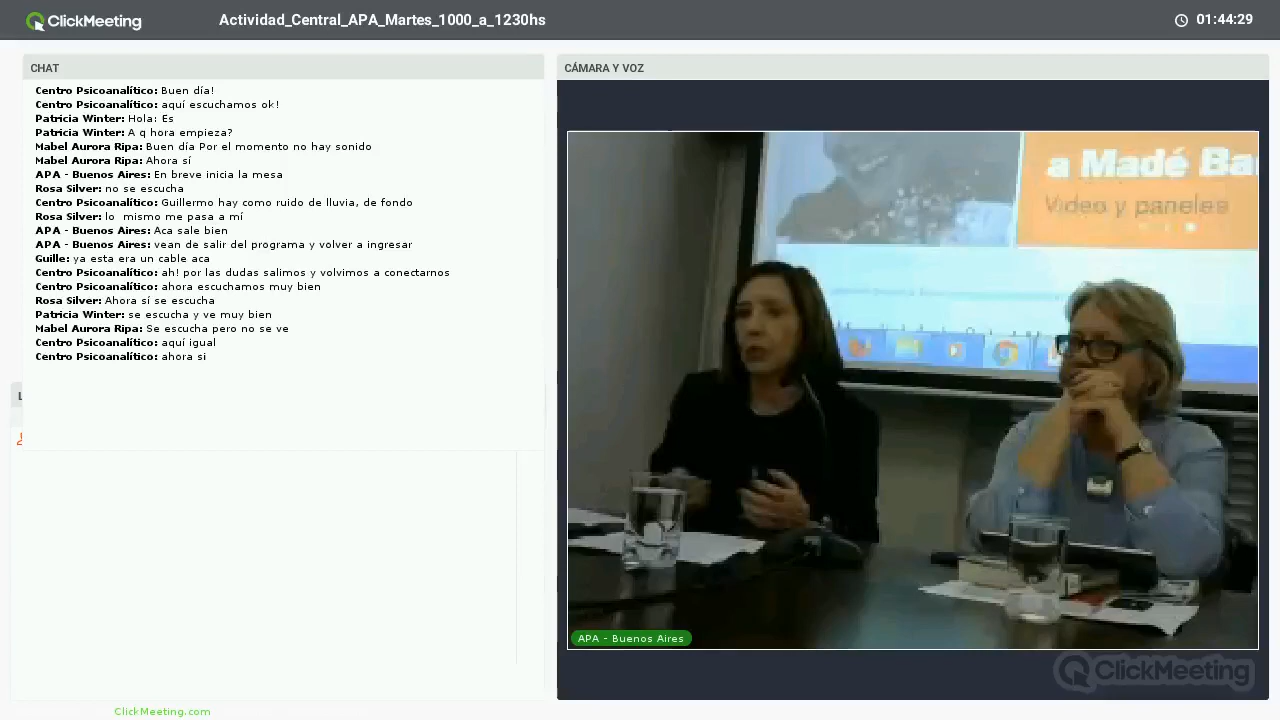 ClickMeeting
Actividad_Central_APA_Martes_1000_a_1230hs
01:44:29
CHAT
Centro Psicoanalítico: Buen día!
Centro Psicoanalítico: aquí escuchamos ok!
Patricia Winter: Hola: Es
Patricia Winter: A q hora empieza?
Mabel Aurora Ripa: Buen día Por el momento no hay sonido
Mabel Aurora Ripa: Ahora sí
APA - Buenos Aires: En breve inicia la mesa
Rosa Silver: no se escucha
Centro Psicoanalítico: Guillermo hay como ruido de lluvia, de fondo
Rosa Silver: lo  mismo me pasa a mí
APA - Buenos Aires: Aca sale bien
APA - Buenos Aires: vean de salir del programa y volver a ingresar
Guille: ya esta era un cable aca
Centro Psicoanalítico: ah! por las dudas salimos y volvimos a conectarnos
Centro Psicoanalítico: ahora escuchamos muy bien
Rosa Silver: Ahora sí se escucha
Patricia Winter: se escucha y ve muy bien
Mabel Aurora Ripa: Se escucha pero no se ve
Centro Psicoanalítico: aquí igual
Centro Psicoanalítico: ahora si
CÁMARA Y VOZ
a Madé Ba
Video y paneles
APA - Buenos Aires
ClickMeeting
ClickMeeting.com